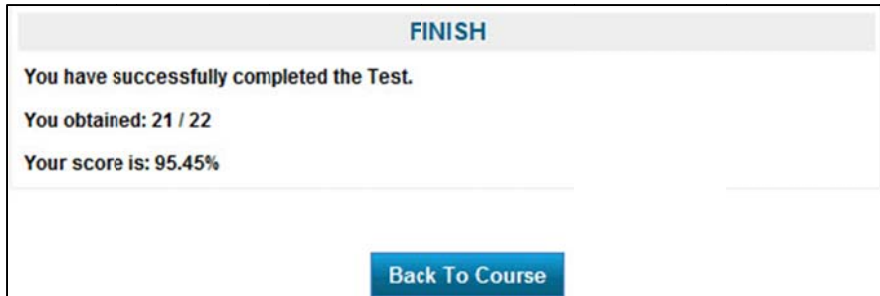 FINISH
You have successfully completed the Test.
You obtained: 21 / 22
Your score is: 95.45%
Back To Course